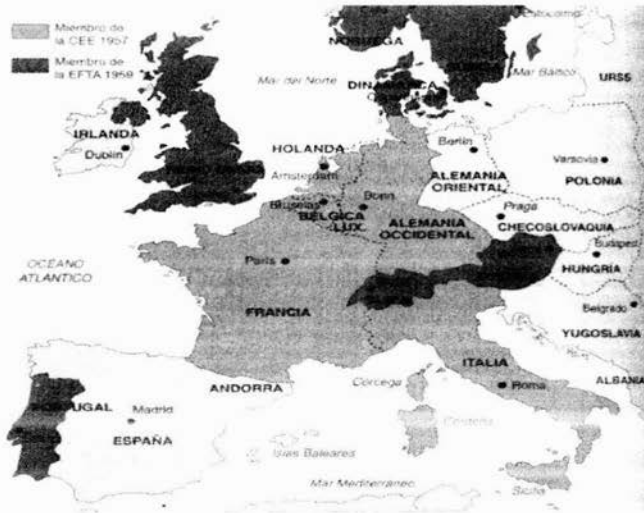 Miembro de
la CEE 1957
Miembro de
la EFTA 1959
NORUEGA
Estocolmo
Mar del Norte
Mar Báltico
URSS
DINAMARCA
IRLANDA
Dublín
HOLANDA
Amsterdam
Berlín
ALEMANIA
ORIENTAL
Varsovia
POLONIA
Bruselas
BÉLGICA
LUX.
Bonn
ALEMANIA
OCCIDENTAL
Praga
CHECOSLOVAQUIA
OCÉANO
ATLÁNTICO
París
Budapest
HUNGRÍA
FRANCIA
Belgrado
YUGOSLAVIA
ITALIA
ANDORRA
Córcega
Roma
ALBANIA
PORTUGAL
Madrid
ESPAÑA
Cerdeña
Islas Baleares
Mar Mediterráneo
Sicilia